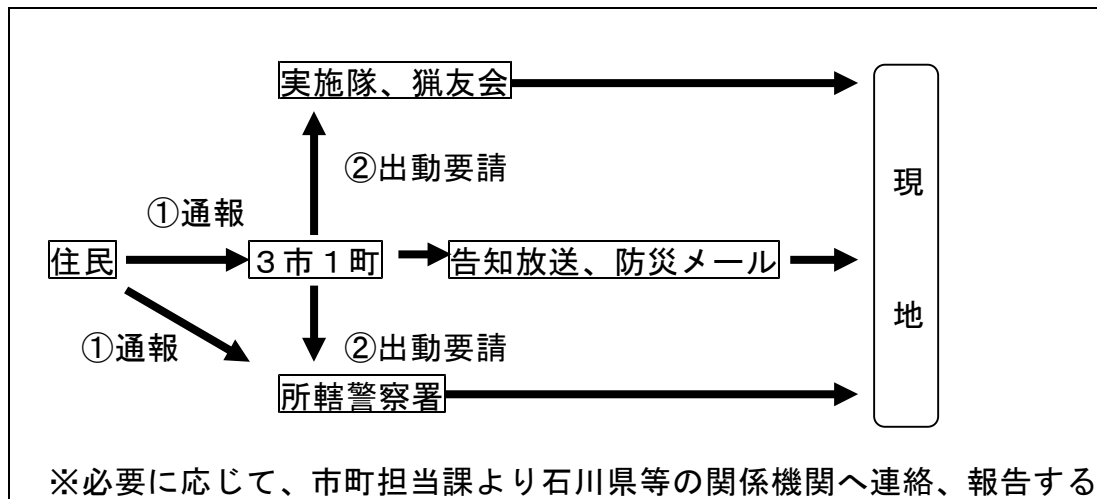 実施隊、猟友会
②出動要請
①通報
住民
３市１町
告知放送、防災メール
①通報
②出動要請
所轄警察署
現
地
※必要に応じて、市町担当課より石川県等の関係機関へ連絡、報告する